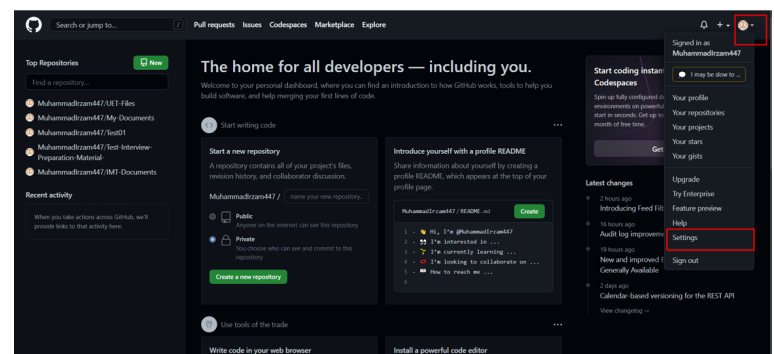 Search or jump to...
/
Pull requests Issues Codespaces Marketplace Explore
Signed in as
MuhammadIrzam447
I may be slow to ...
Your profile
Your repositories
Your projects
Your stars
Your gists
Upgrade
Try Enterprise
Feature preview
Help
Settings
Sign out
Top Repositories
New
Find a repository...
MuhammadIrzam447/UET-Files
MuhammadIrzam447/My-Documents
MuhammadIrzam447/Test01
MuhammadIrzam447/Test-Interview-
Preparation-Material-
MuhammadIrzam447/IMT-Documents
Recent activity
When you take actions across GitHub, we'll
provide links to that activity here.
The home for all developers — including you.
Welcome to your personal dashboard, where you can find an introduction to how GitHub works, tools to help you
build software, and help merging your first lines of code.
Start writing code
Start a new repository
A repository contains all of your project's files,
revision history, and collaborator discussion.
MuhammadIrzam447 /
name your new repository...
Public
Anyone on the internet can see this repository
Private
You choose who can see and commit to this
repository
Create a new repository
Introduce yourself with a profile README
Share information about yourself by creating a
profile README, which appears at the top of your
profile page.
MuhammadIrzam447 / README.md
Create
1 - 👋 Hi, I'm @MuhammadIrzam447
2 - 👀 I'm interested in ...
3 - 🌱 I'm currently learning ...
4 - 💞️ I'm looking to collaborate on ...
5 - 📫 How to reach me ...
6
Use tools of the trade
Write code in your web browser
Install a powerful code editor
Start coding instan
Codespaces
Spin up fully configured d
environments on powerful
start in seconds. Get up to
month of free time.
Get
Latest changes
2 hours ago
Introducing Feed Filt
16 hours ago
Audit log improveme
19 hours ago
New and improved
Generally Available
2 days ago
Calendar-based versioning for the REST API
View changelog →